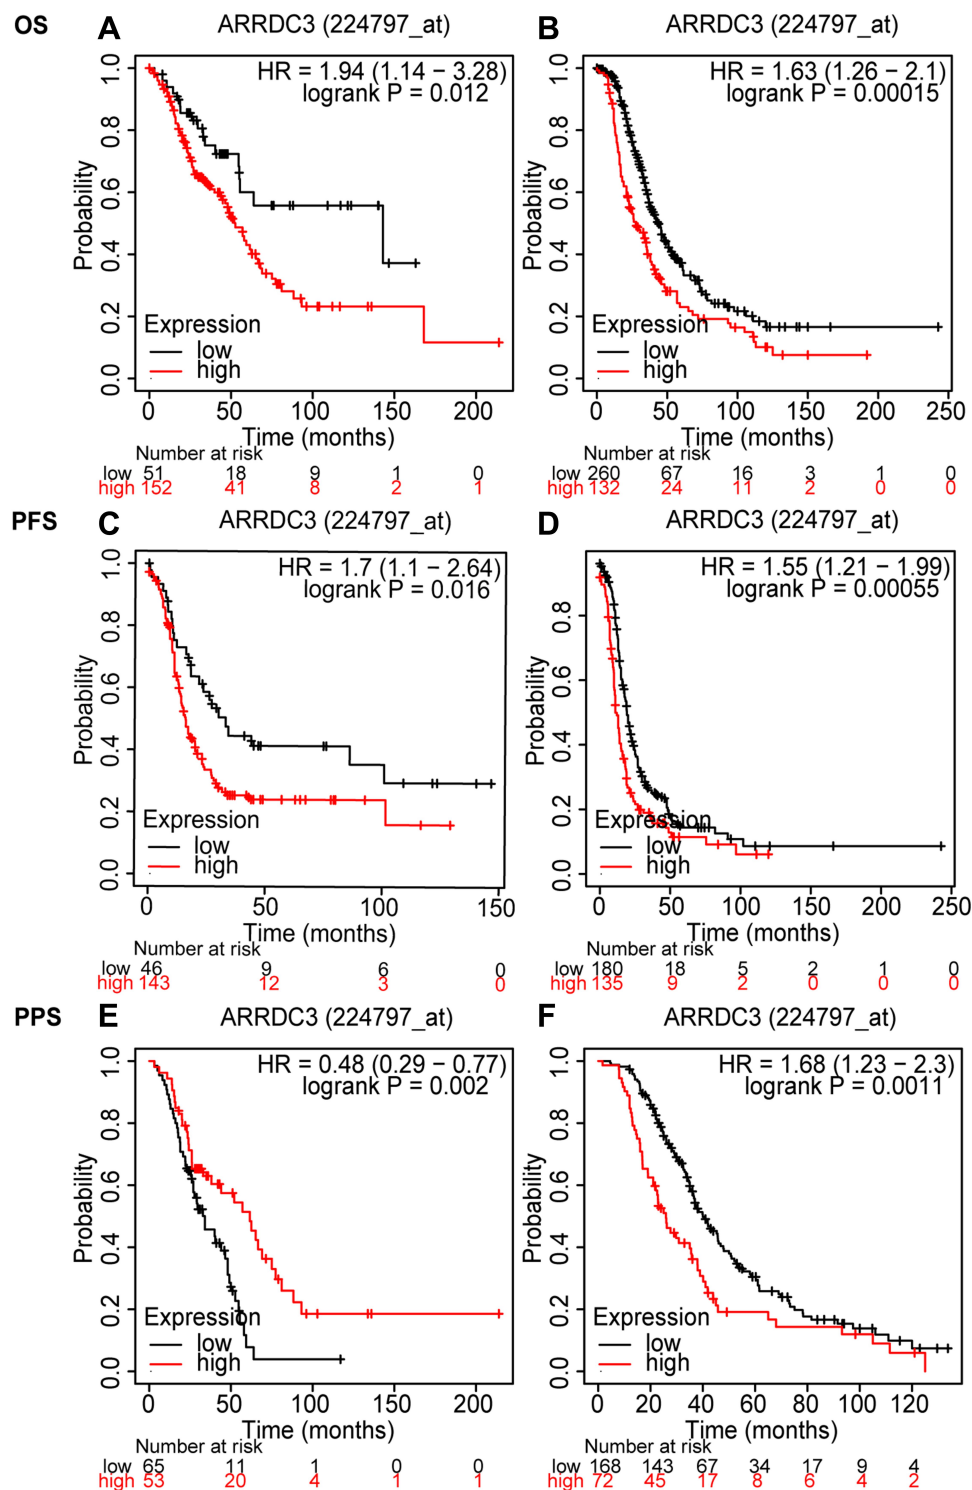 OS
A
ARRDC3 (224797_at)
HR = 1.94 (1.14 − 3.28)
logrank P = 0.012
Probability
1.0
0.8
0.6
0.4
0.2
0.0
Expression
low
high
0 50 100 150 200
Time (months)
Number at risk
low 51 18 9 1 0
high 152 41 8 2 1
B
ARRDC3 (224797_at)
HR = 1.63 (1.26 − 2.1)
logrank P = 0.00015
Probability
1.0
0.8
0.6
0.4
0.2
0.0
Expression
low
high
0 50 100 150 200 250
Time (months)
Number at risk
low 260 67 16 3 1 0
high 132 24 11 2 0 0
PFS
C
ARRDC3 (224797_at)
HR = 1.7 (1.1 − 2.64)
logrank P = 0.016
Probability
1.0
0.8
0.6
0.4
0.2
0.0
Expression
low
high
0 50 100 150
Time (months)
Number at risk
low 46 9 6 0
high 143 12 3 0
D
ARRDC3 (224797_at)
HR = 1.55 (1.21 − 1.99)
logrank P = 0.00055
Probability
0.8
0.6
0.4
0.2
0.0
Expression
low
high
0 50 100 150 200 250
Time (months)
Number at risk
low 180 18 5 2 1 0
high 135 9 2 0 0 0
PPS
E
ARRDC3 (224797_at)
HR = 0.48 (0.29 − 0.77)
logrank P = 0.002
Probability
1.0
0.8
0.6
0.4
0.2
0.0
Expression
low
high
0 50 100 150 200
Time (months)
Number at risk
low 65 11 1 0 0
high 53 20 4 1 1
F
ARRDC3 (224797_at)
HR = 1.68 (1.23 − 2.3)
logrank P = 0.0011
Probability
1.0
0.8
0.6
0.4
0.2
0.0
Expression
low
high
0 20 40 60 80 100 120
Time (months)
Number at risk
low 168 143 67 34 17 9 4
high 72 45 17 8 6 4 2